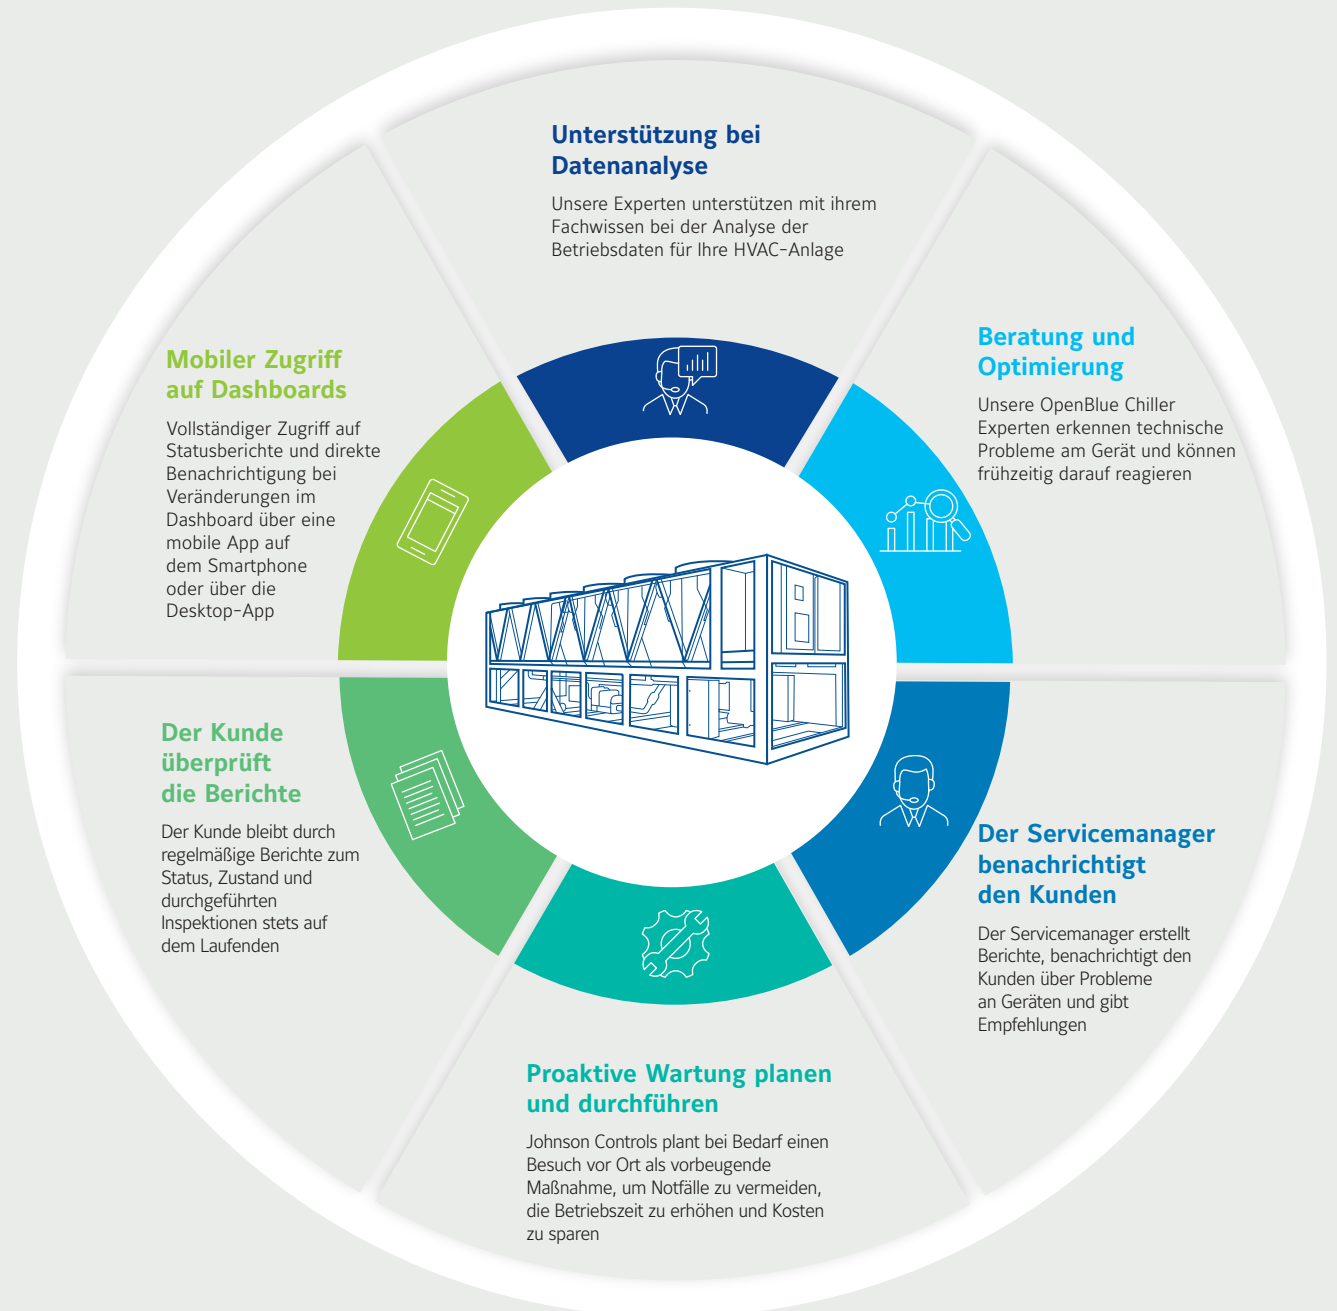 Unterstützung bei
Datenanalyse
Unsere Experten unterstützen mit ihrem
Fachwissen bei der Analyse der
Betriebsdaten für Ihre HVAC-Anlage
Beratung und
Optimierung
Unsere OpenBlue Chiller
Experten erkennen technische
Probleme am Gerät und können
frühzeitig darauf reagieren
Der Servicemanager
benachrichtigt
den Kunden
Der Servicemanager erstellt
Berichte, benachrichtigt den
Kunden über Probleme
an Geräten und gibt
Empfehlungen
Proaktive Wartung planen
und durchführen
Johnson Controls plant bei Bedarf einen
Besuch vor Ort als vorbeugende
Maßnahme, um Notfälle zu vermeiden,
die Betriebszeit zu erhöhen und Kosten
zu sparen
Der Kunde
überprüft
die Berichte
Der Kunde bleibt durch
regelmäßige Berichte zum
Status, Zustand und
durchgeführten
Inspektionen stets auf
dem Laufenden
Mobiler Zugriff
auf Dashboards
Vollständiger Zugriff auf
Statusberichte und direkte
Benachrichtigung bei
Veränderungen im
Dashboard über eine
mobile App auf
dem Smartphone
oder über die
Desktop-App